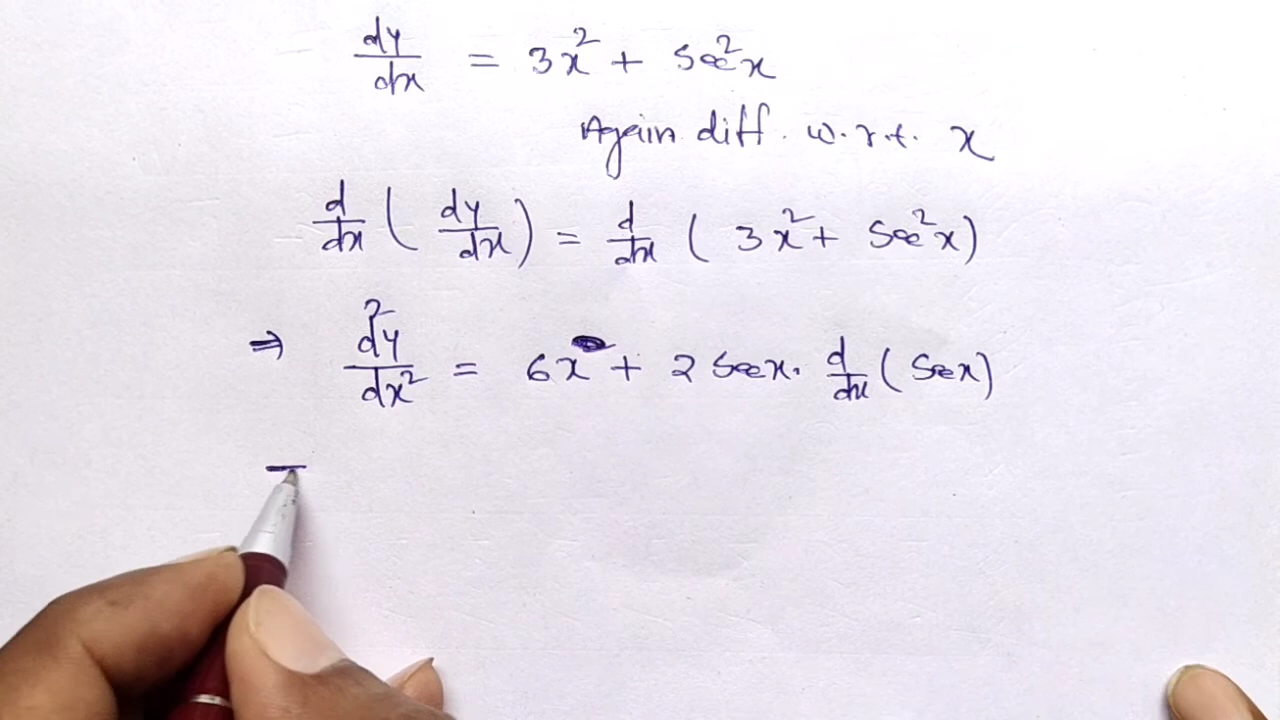 dy/dx = 3x² + Sec²x
Again diff. w.r.t. x
d/dx ( dy/dx ) = d/dx ( 3x² + Sec²x )
⇒ d²y/dx² = 6x + 2 Secx . d/dx ( Secx )